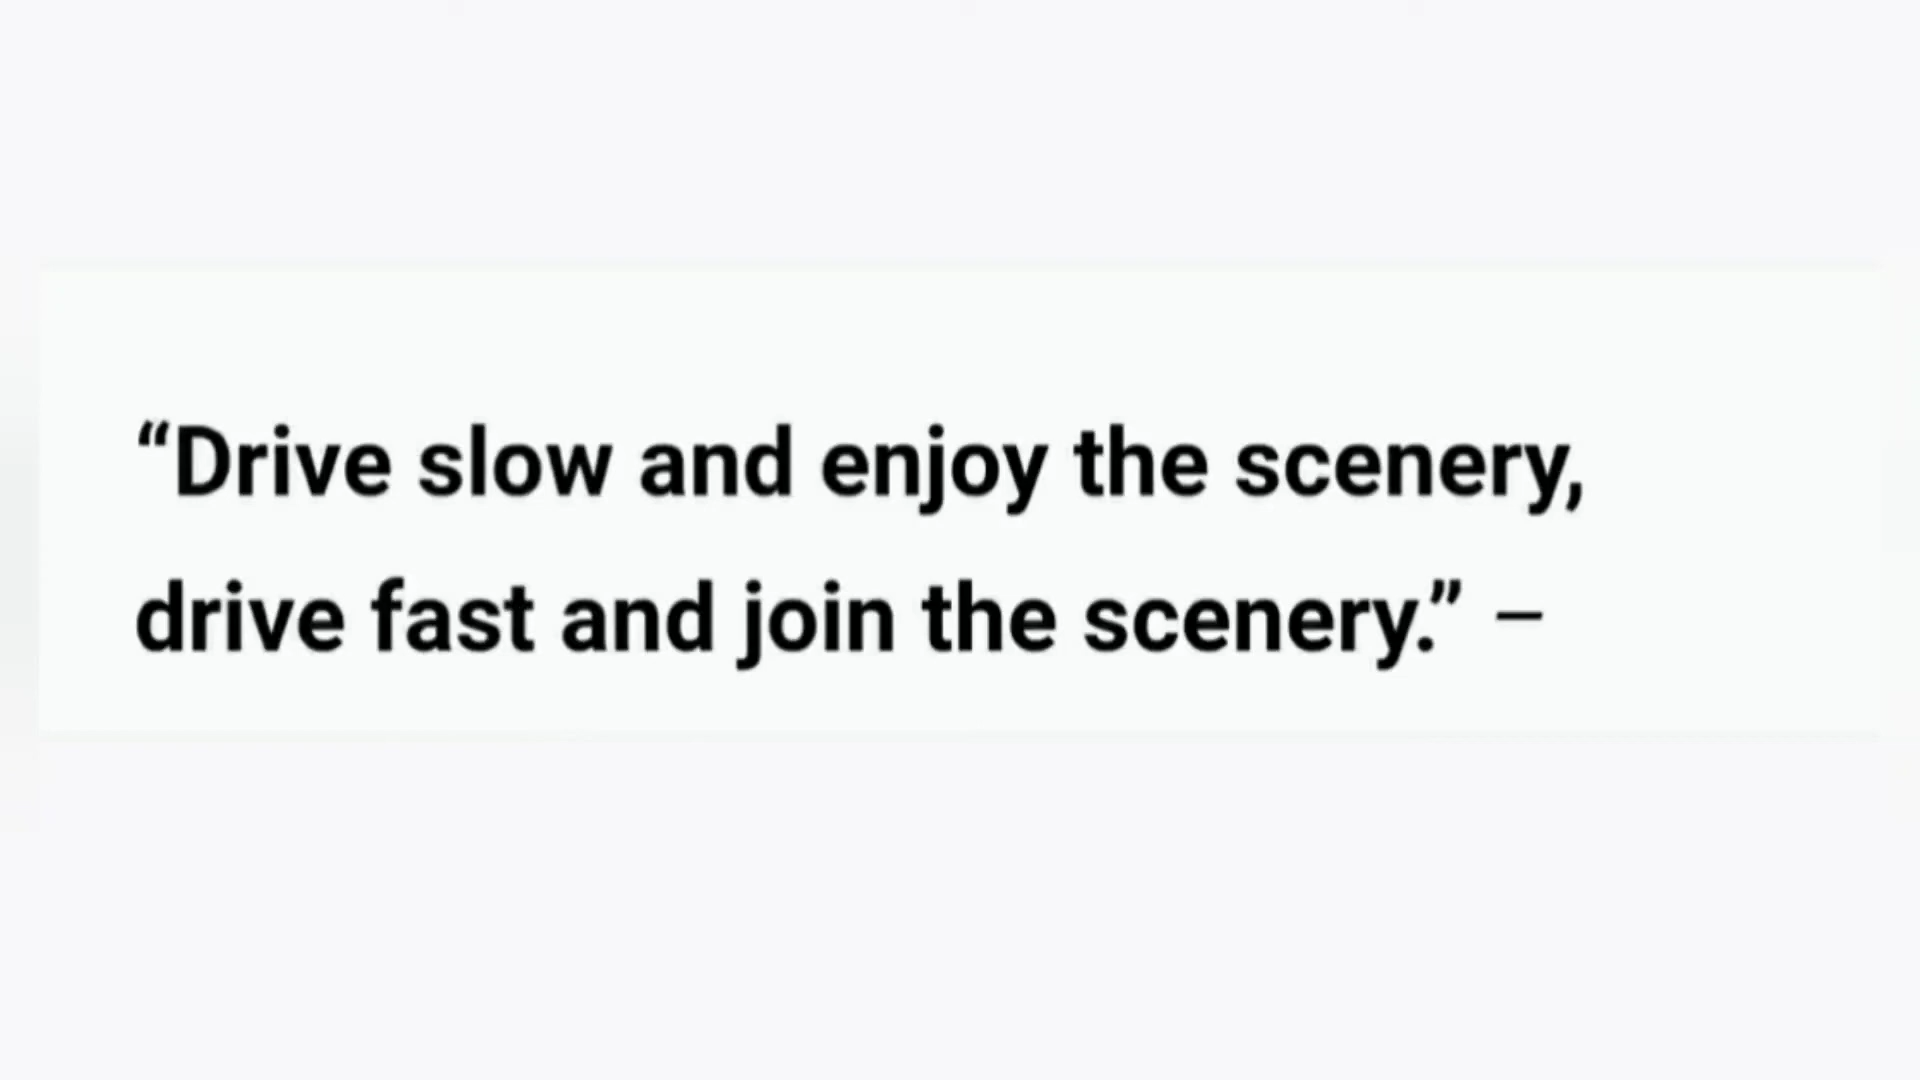 “Drive slow and enjoy the scenery,
drive fast and join the scenery.” –